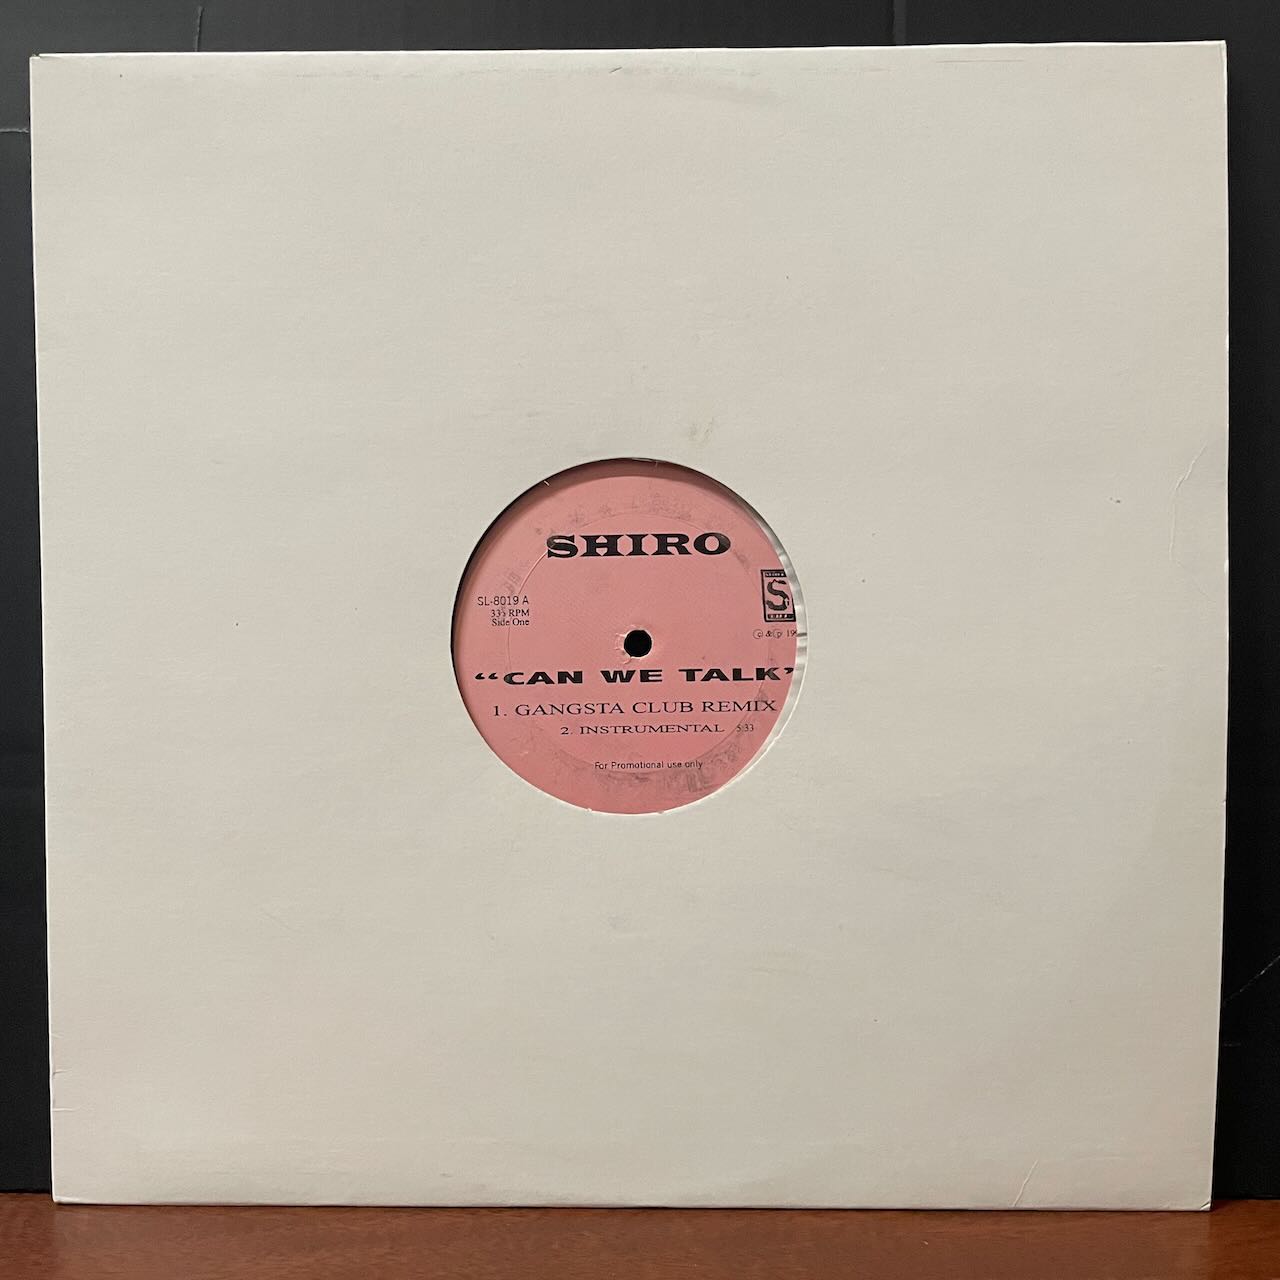 SHIRO
SL-8019 A
33⅓ RPM
Side One
S
© & ℗ 19
"CAN WE TALK"
1. GANGSTA CLUB REMIX
2. INSTRUMENTAL 5:33
For Promotional use only